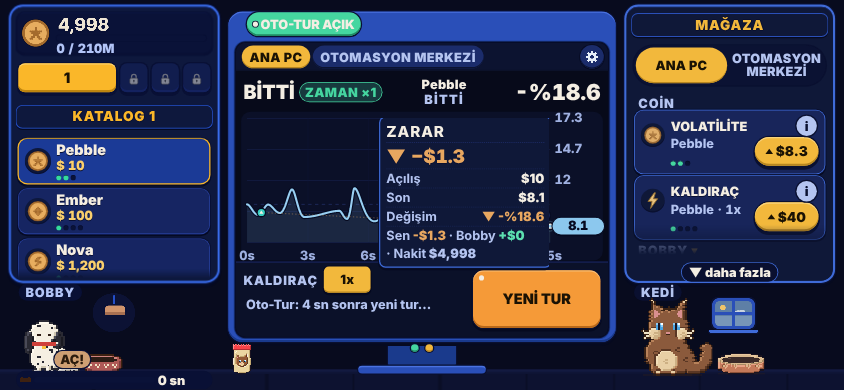 4,998
0 / 210M
1
KATALOG 1
Pebble
$ 10
Ember
$ 100
Nova
$ 1,200
BOBBY
AÇ!
0 sn
OTO-TUR AÇIK
ANA PC
OTOMASYON MERKEZİ
BİTTİ
ZAMAN ×1
Pebble
BİTTİ
-%18.6
17.3
14.7
12
8.1
0s
3s
6s
5s
ZARAR
▼ −$1.3
Açılış $10
Son $8.1
Değişim ▼ -%18.6
Sen -$1.3 · Bobby +$0
· Nakit $4,998
KALDIRAÇ 1x
Oto-Tur: 4 sn sonra yeni tur...
YENİ TUR
MAĞAZA
ANA PC
OTOMASYON
MERKEZİ
COİN
VOLATİLİTE
Pebble
i
▲ $8.3
KALDIRAÇ
Pebble · 1x
i
▲ $40
BOBBY ▾
▼ daha fazla
KEDİ